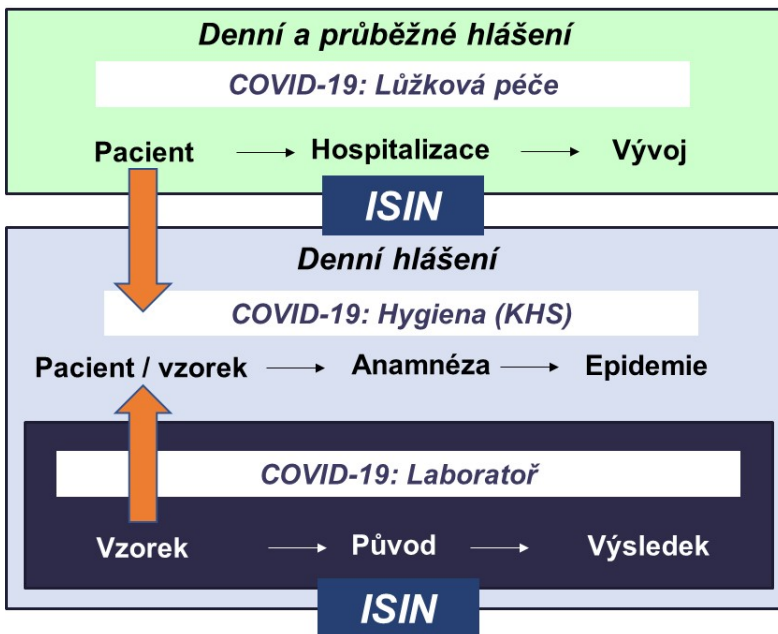 Denní a průběžné hlášení
COVID-19: Lůžková péče
Pacient Hospitalizace Vývoj
ISIN
Denní hlášení
COVID-19: Hygiena (KHS)
Pacient / vzorek Anamnéza Epidemie
COVID-19: Laboratoř
Vzorek Původ Výsledek
ISIN